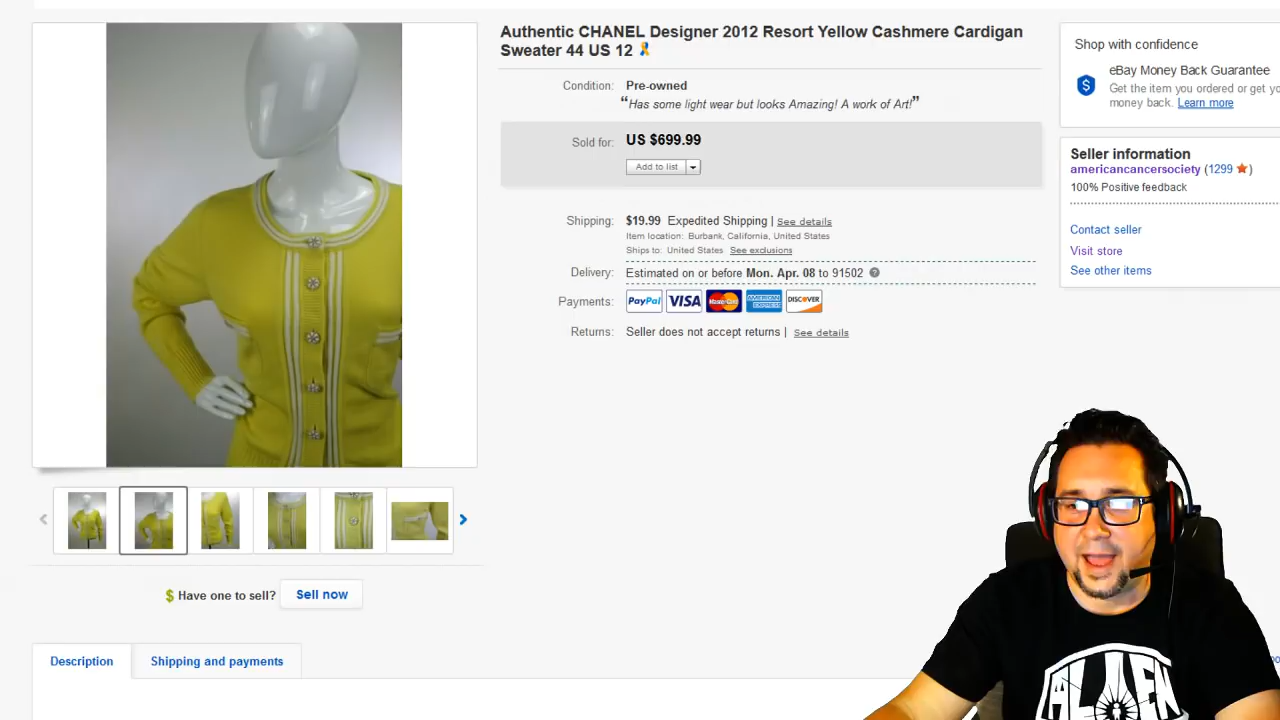 Authentic CHANEL Designer 2012 Resort Yellow Cashmere Cardigan
Sweater 44 US 12
Condition: Pre-owned
“Has some light wear but looks Amazing! A work of Art!”
Sold for: US $699.99
Add to list
Shipping: $19.99 Expedited Shipping | See details
Item location: Burbank, California, United States
Ships to: United States See exclusions
Delivery: Estimated on or before Mon. Apr. 08 to 91502
Payments: PayPal VISA MasterCard AMERICAN EXPRESS DISCOVER
Returns: Seller does not accept returns | See details
Shop with confidence
eBay Money Back Guarantee
Get the item you ordered or get
money back. Learn more
Seller information
americancancersociety (1299 )
100% Positive feedback
Contact seller
Visit store
See other items
$ Have one to sell? Sell now
Description
Shipping and payments
ALIEN